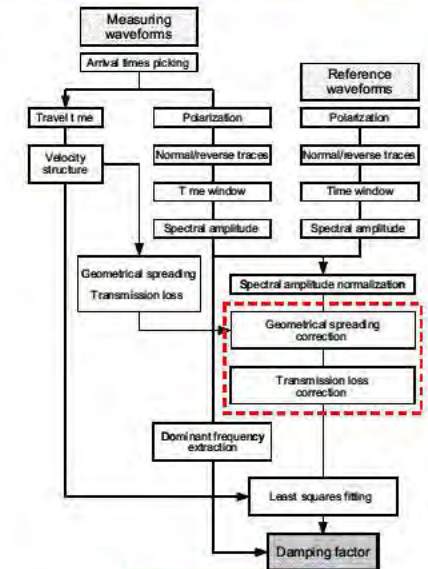 Measuring
waveforms
Arrival times picking
Reference
waveforms
Travel t me
Polarization
Polarization
Velocity
structure
Normal/reverse traces
Normal/reverse traces
T me window
Time window
Spectral amplitude
Spectral amplitude
Geometrical spreading
Transmission loss
Spectral amplitude normalization
Geometrical spreading
correction
Transmission loss
correction
Dominant frequency
extraction
Least squares fitting
Damping factor